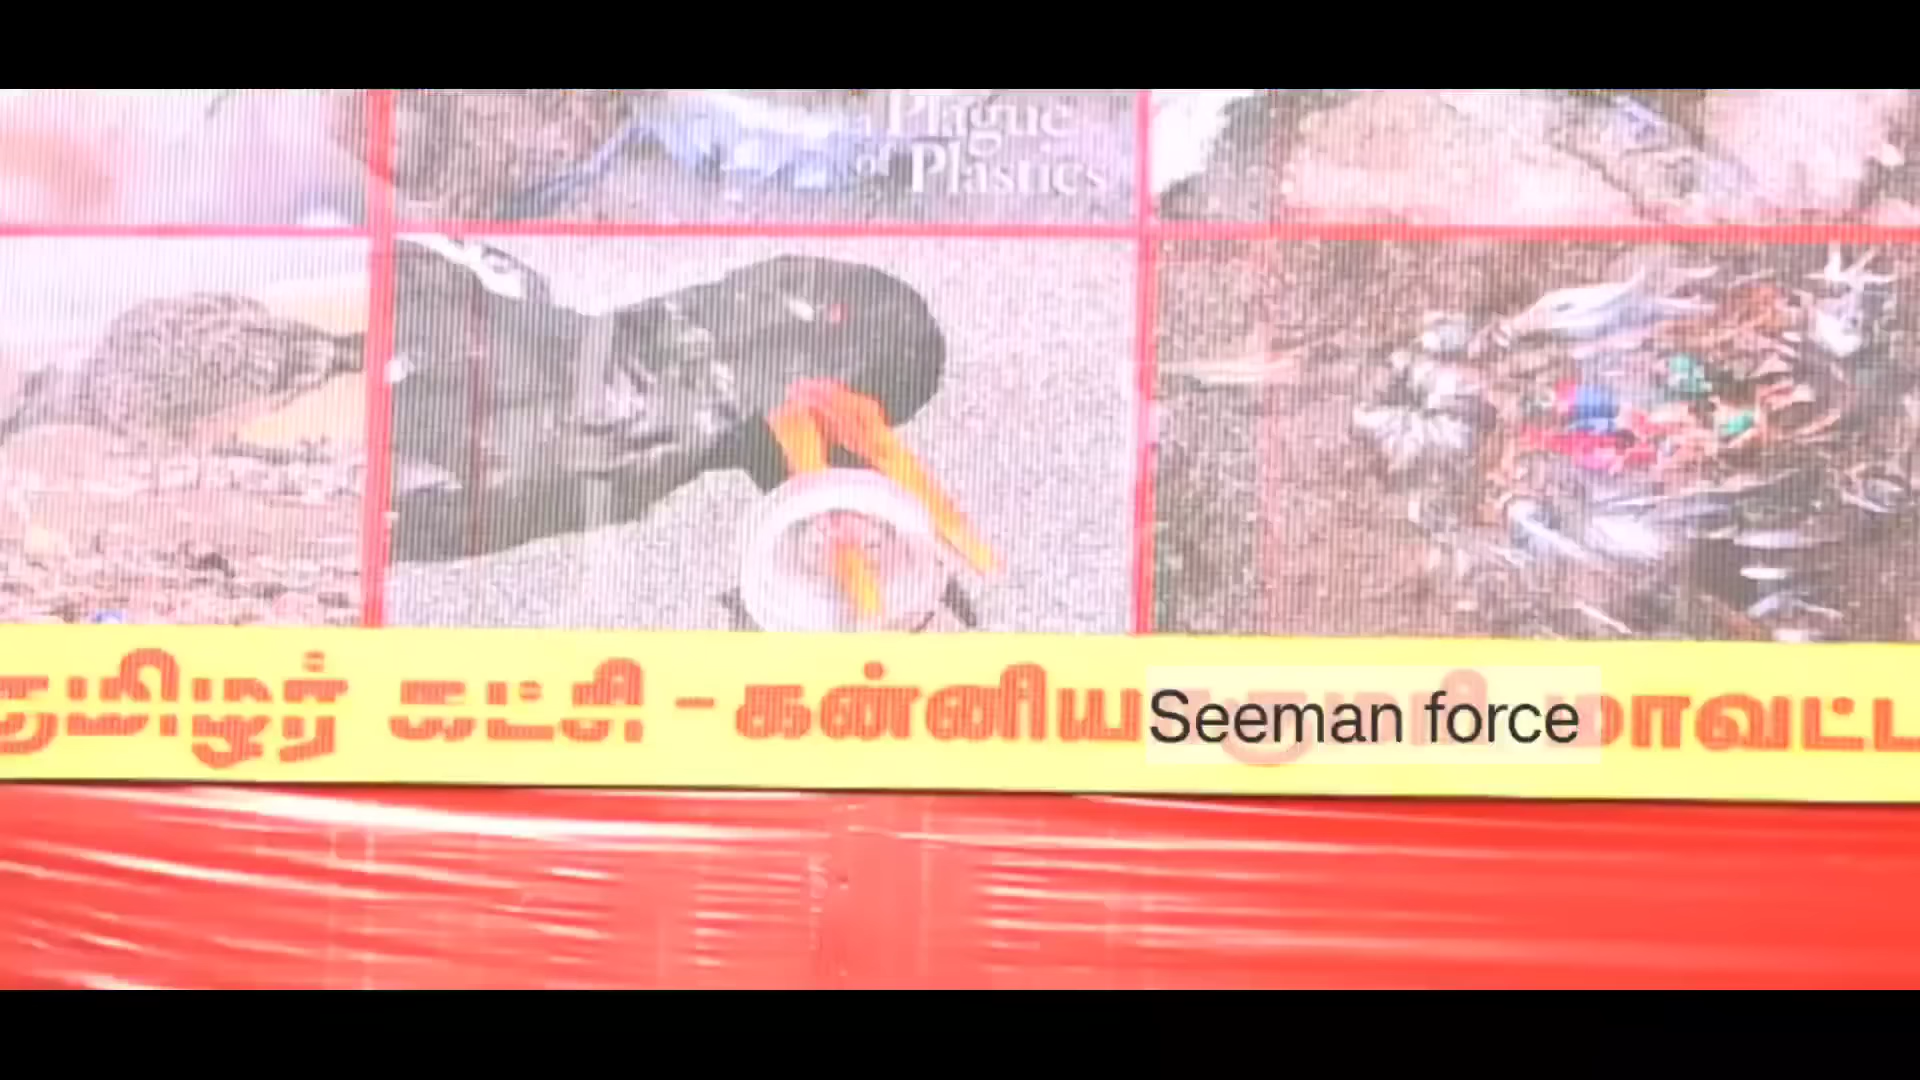 Plague
of Plastics
தமிழர் கட்சி - கன்னிய
Seeman force
மாவட்ட